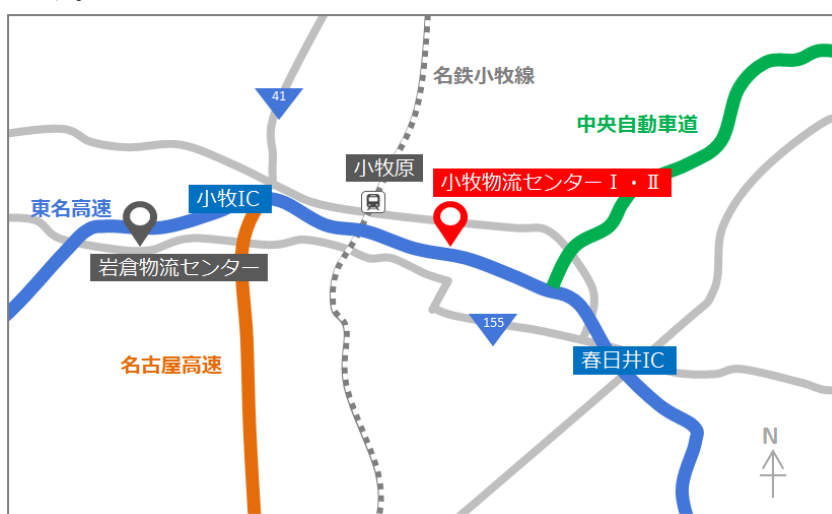 名鉄小牧線
41
中央自動車道
小牧原
小牧物流センターⅠ・Ⅱ
小牧IC
東名高速
岩倉物流センター
155
春日井IC
名古屋高速
N